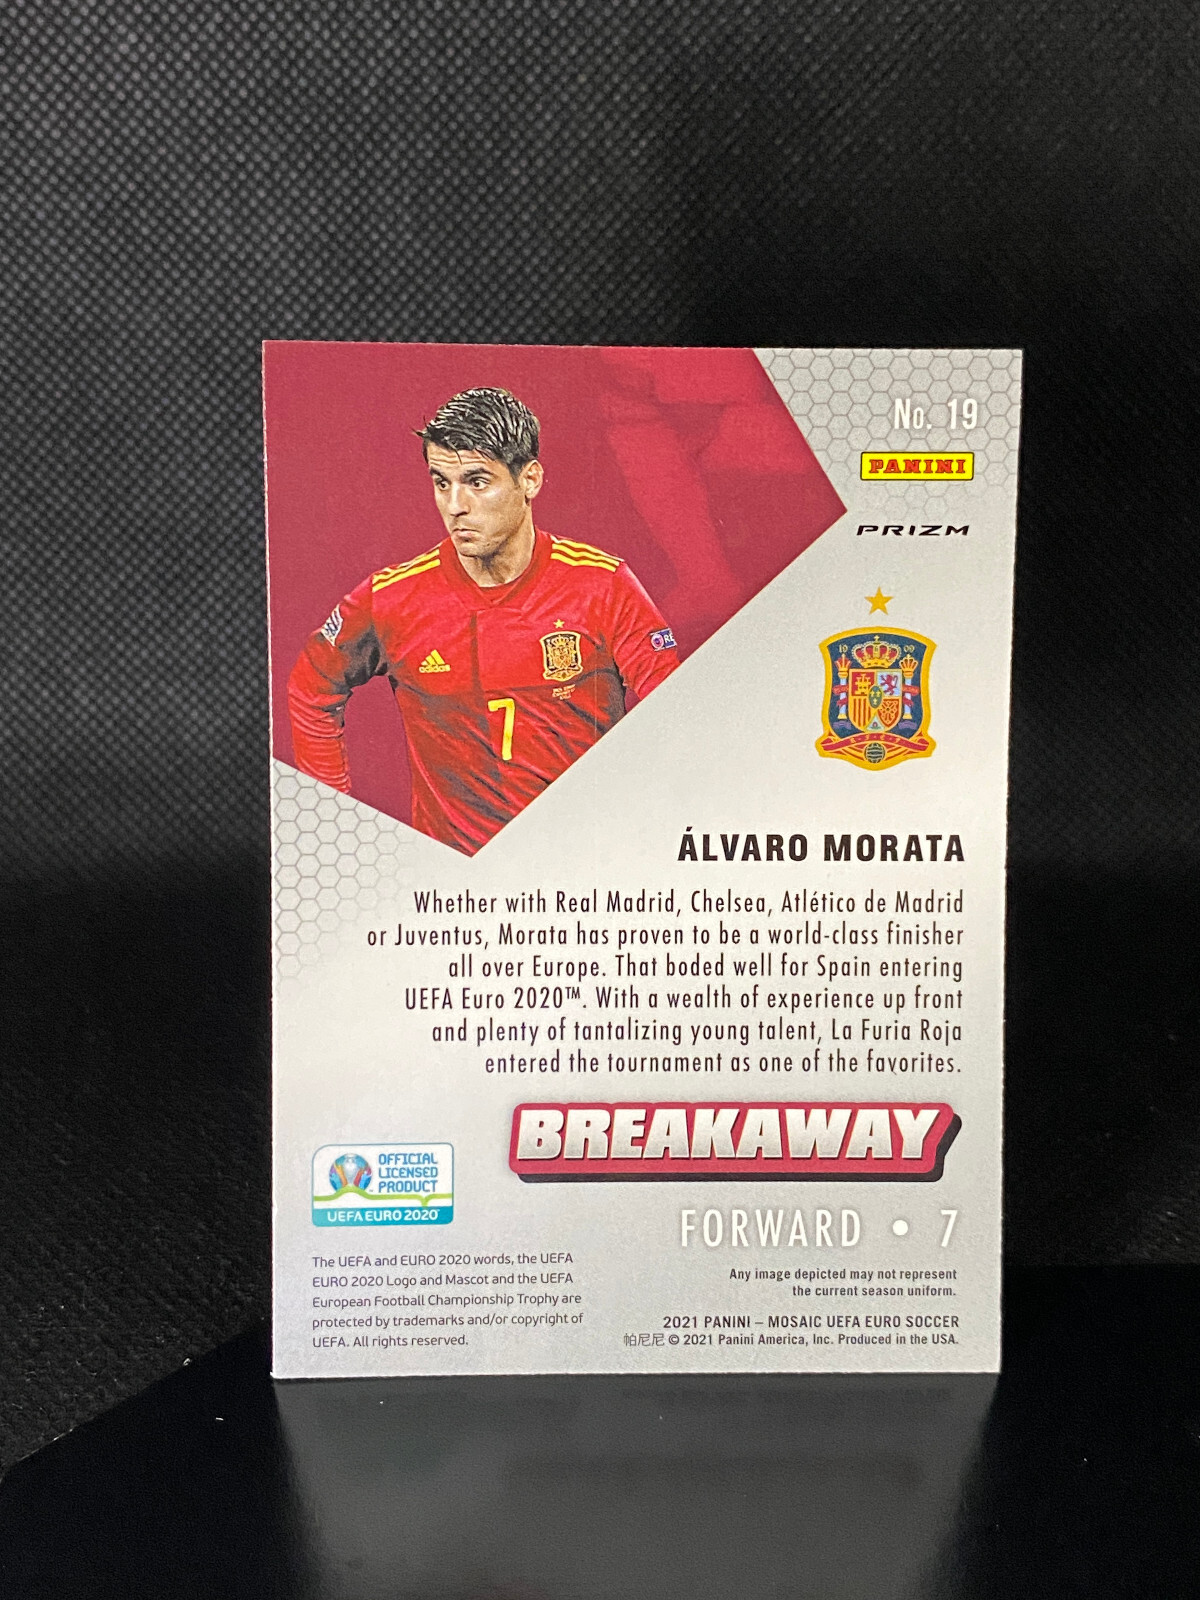 No. 19
PANINI
PRIZM
adidas
7
ÁLVARO MORATA
Whether with Real Madrid, Chelsea, Atlético de Madrid
or Juventus, Morata has proven to be a world-class finisher
all over Europe. That boded well for Spain entering
UEFA Euro 2020™. With a wealth of experience up front
and plenty of tantalizing young talent, La Furia Roja
entered the tournament as one of the favorites.
BREAKAWAY
OFFICIAL
LICENSED
PRODUCT
UEFA EURO 2020
FORWARD • 7
The UEFA and EURO 2020 words, the UEFA
EURO 2020 Logo and Mascot and the UEFA
European Football Championship Trophy are
protected by trademarks and/or copyright of
UEFA. All rights reserved.
Any image depicted may not represent
the current season uniform.
2021 PANINI – MOSAIC UEFA EURO SOCCER
帕尼尼 © 2021 Panini America, Inc. Produced in the USA.